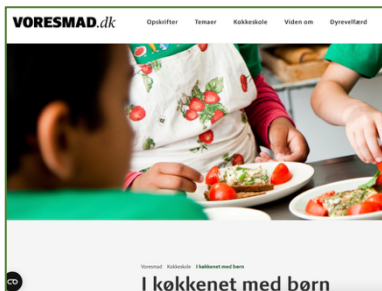 VORESMAD.dk Opskrifter Temaer Kokkeskole Viden om Dyrevelfærd
Voresmad Kokkeskole I køkkenet med børn
I køkkenet med børn